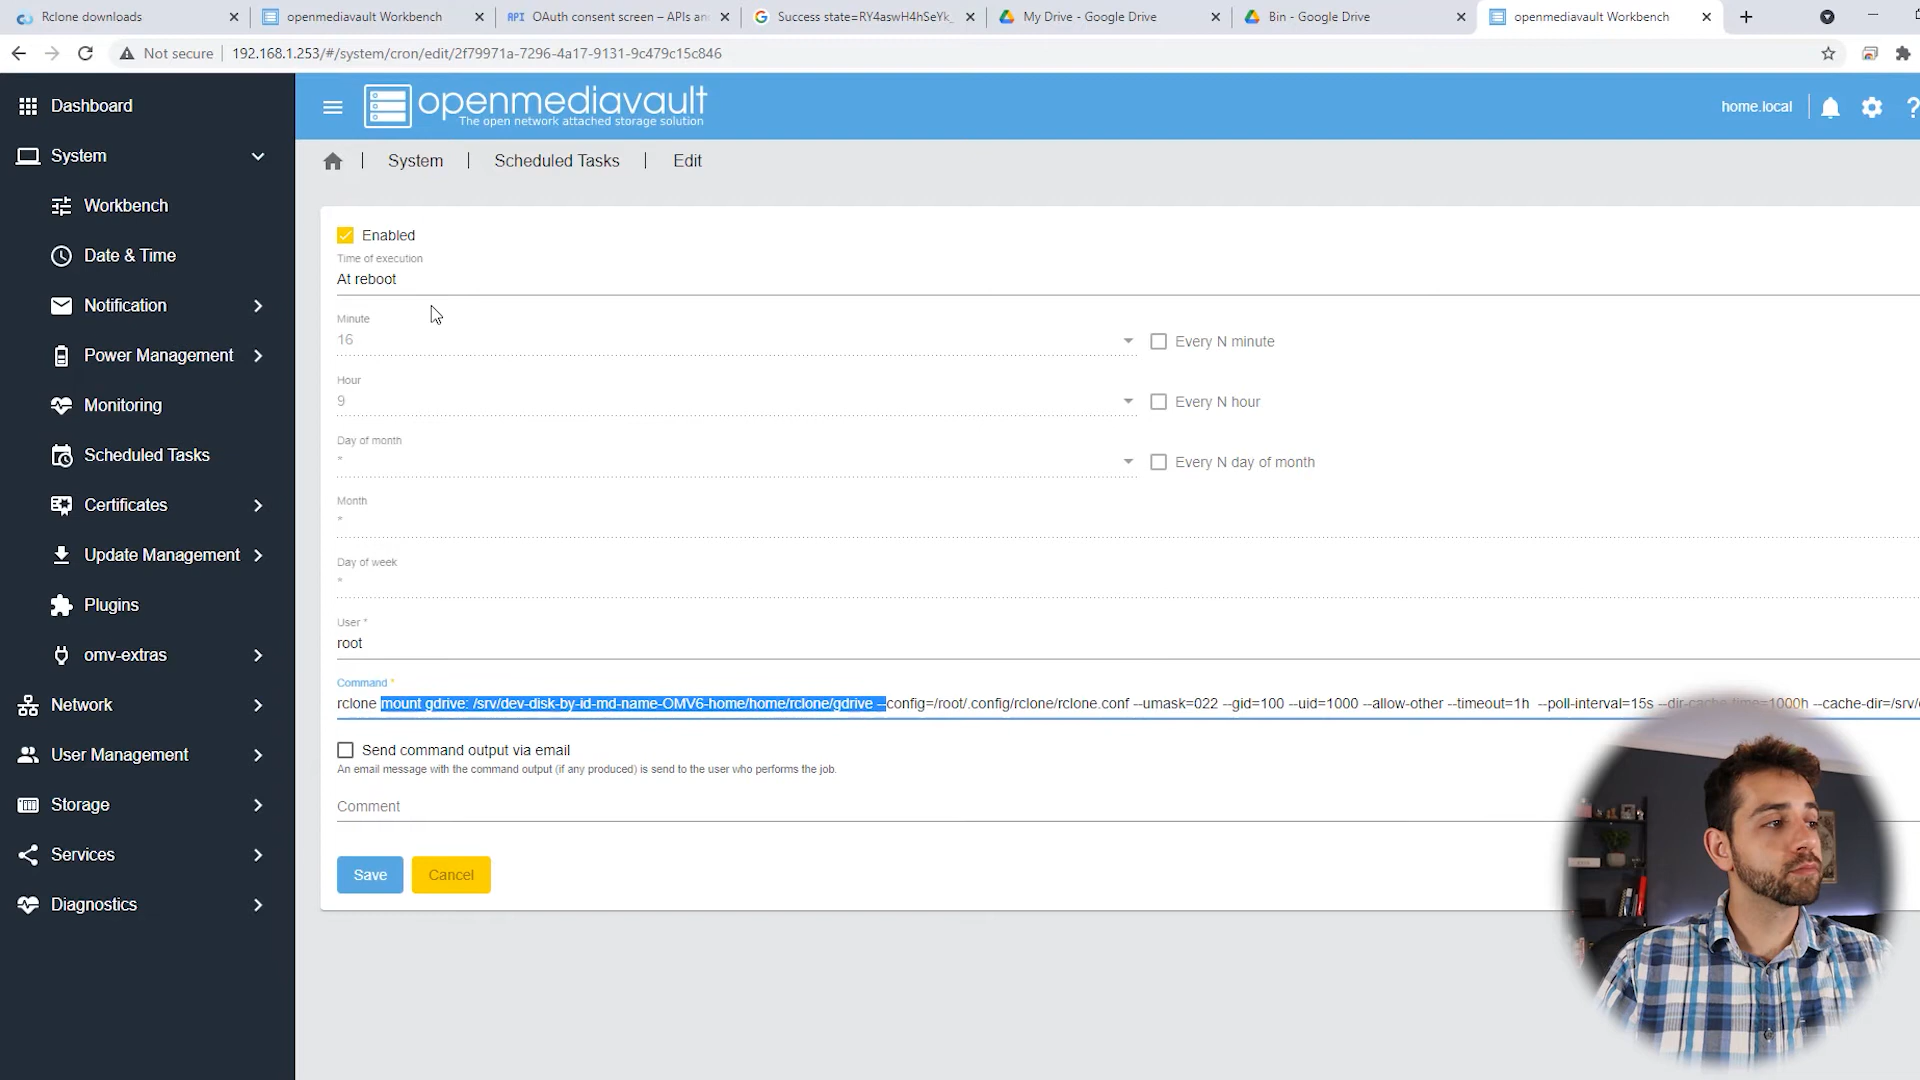 Rclone downloads
openmediavault Workbench
API OAuth consent screen – APIs an
Success state=RY4aswH4hSeYk_
My Drive - Google Drive
Bin - Google Drive
openmediavault Workbench
Not secure 192.168.1.253/#/system/cron/edit/2f79971a-7296-4a17-9131-9c479c15c846
Dashboard
System
Workbench
Date & Time
Notification
Power Management
Monitoring
Scheduled Tasks
Certificates
Update Management
Plugins
omv-extras
Network
User Management
Storage
Services
Diagnostics
openmediavault
The open network attached storage solution
home.local
System | Scheduled Tasks | Edit
Enabled
Time of execution
At reboot
Minute
16
Every N minute
Hour
9
Every N hour
Day of month
*
Every N day of month
Month
*
Day of week
*
User *
root
Command *
rclone mount gdrive: /srv/dev-disk-by-id-md-name-OMV6-home/home/rclone/gdrive --config=/root/.config/rclone/rclone.conf --umask=022 --gid=100 --uid=1000 --allow-other --timeout=1h --poll-interval=15s --dir-cache-time=1000h --cache-dir=/srv/
Send command output via email
An email message with the command output (if any produced) is send to the user who performs the job.
Comment
Save
Cancel